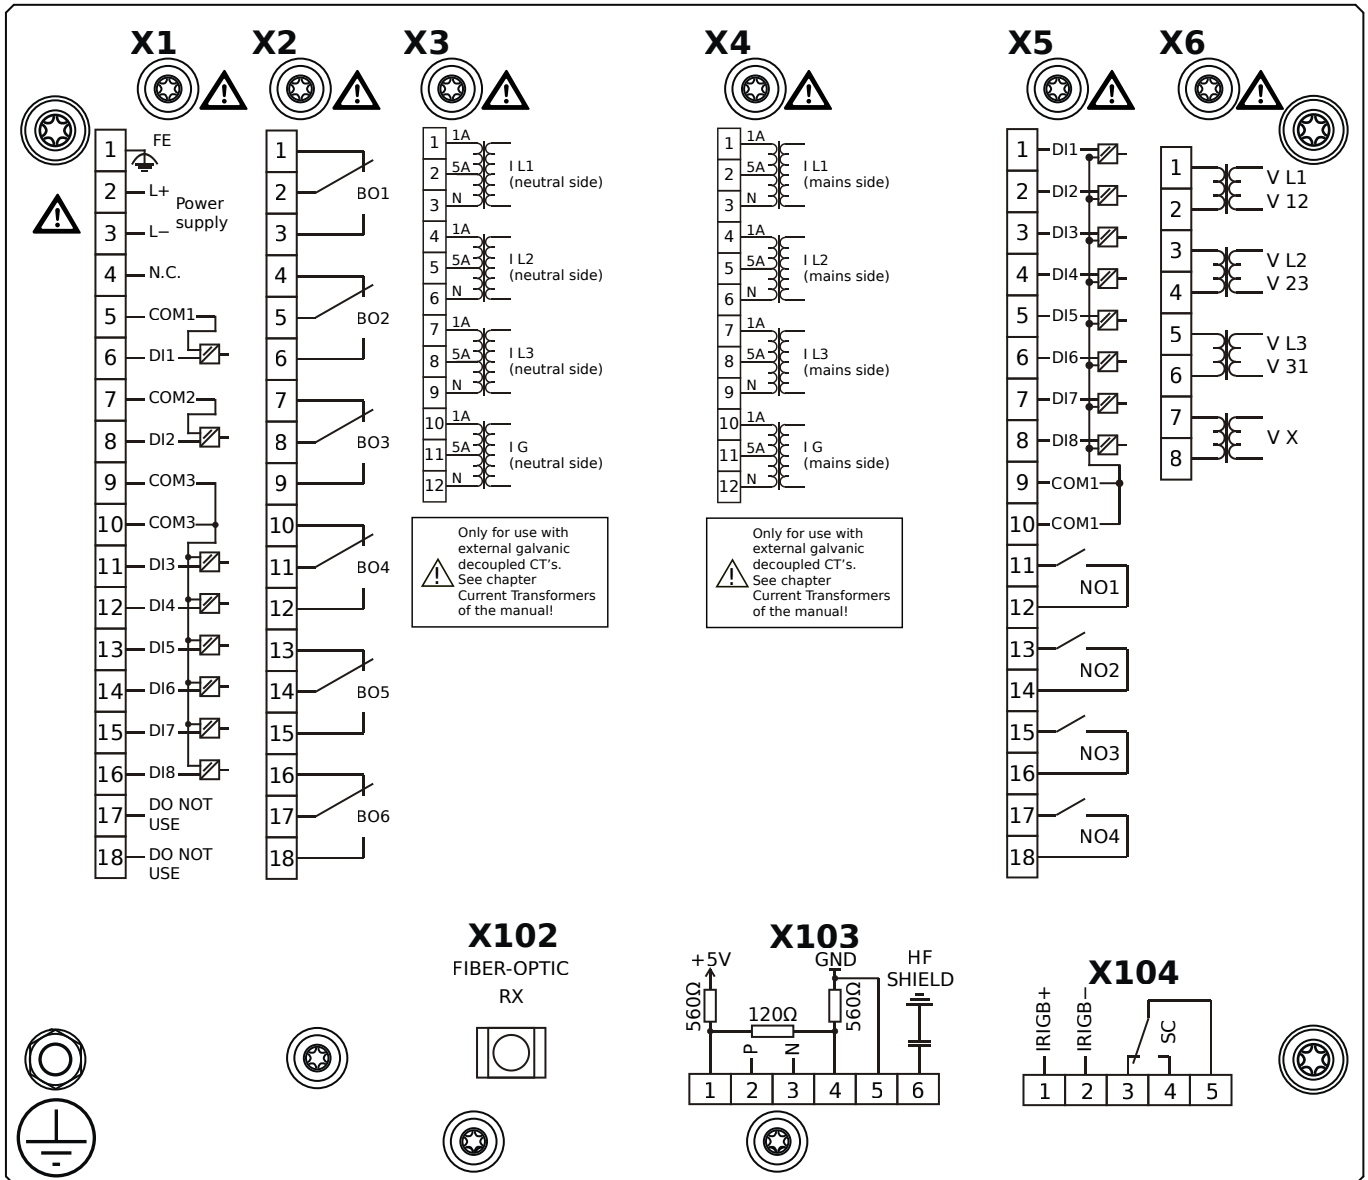 X1
X2
X3
X4
X5
X6
1
FE
2
L+
Power
supply
3
L−
4
N.C.
5
COM1
6
DI1
7
COM2
8
DI2
9
COM3
10
COM3
11
DI3
12
DI4
13
DI5
14
DI6
15
DI7
16
DI8
17
DO NOT
USE
18
DO NOT
USE
1
2
BO1
3
4
5
BO2
6
7
8
BO3
9
10
11
BO4
12
13
14
BO5
15
16
17
BO6
18
1
1A
2
5A
I L1
(neutral side)
3
N
4
1A
5
5A
I L2
(neutral side)
6
N
7
1A
8
5A
I L3
(neutral side)
9
N
10
1A
11
5A
I G
(neutral side)
12
N
Only for use with
external galvanic
decoupled CT's.
See chapter
Current Transformers
of the manual!
1
1A
2
5A
I L1
(mains side)
3
N
4
1A
5
5A
I L2
(mains side)
6
N
7
1A
8
5A
I L3
(mains side)
9
N
10
1A
11
5A
I G
(mains side)
12
N
Only for use with
external galvanic
decoupled CT's.
See chapter
Current Transformers
of the manual!
1
DI1
2
DI2
3
DI3
4
DI4
5
DI5
6
DI6
7
DI7
8
DI8
9
COM1
10
COM1
11
NO1
12
13
NO2
14
15
NO3
16
17
NO4
18
1
V L1
V 12
2
3
V L2
V 23
4
5
V L3
V 31
6
7
V X
8
X102
FIBER-OPTIC
RX
X103
+5V
GND
HF
SHIELD
560Ω
120Ω
560Ω
P
N
1 2 3 4 5 6
X104
IRIGB+
IRIGB−
SC
1 2 3 4 5